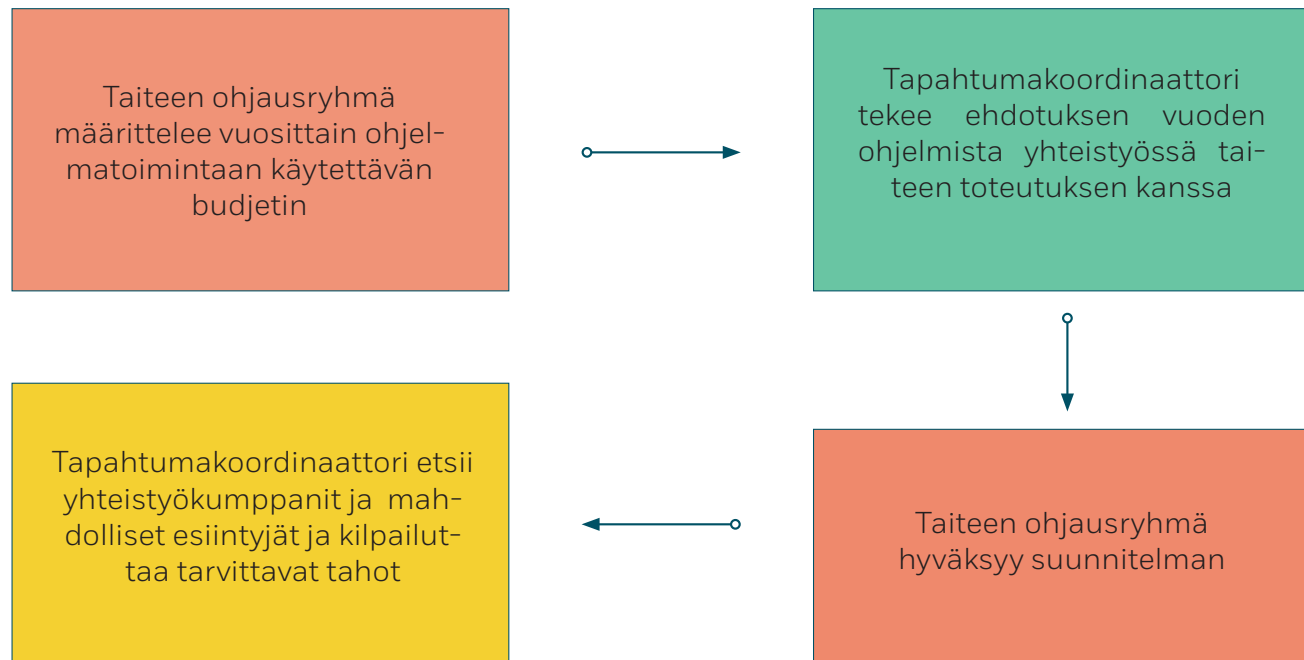 Taiteen ohjausryhmä
määrittelee vuosittain ohjel-
matoimintaan käytettävän
budjetin
Tapahtumakoordinaattori
tekee ehdotuksen vuoden
ohjelmista yhteistyössä tai-
teen toteutuksen kanssa
Taiteen ohjausryhmä
hyväksyy suunnitelman
Tapahtumakoordinaattori etsii
yhteistyökumppanit ja mah-
dolliset esiintyjät ja kilpailut-
taa tarvittavat tahot